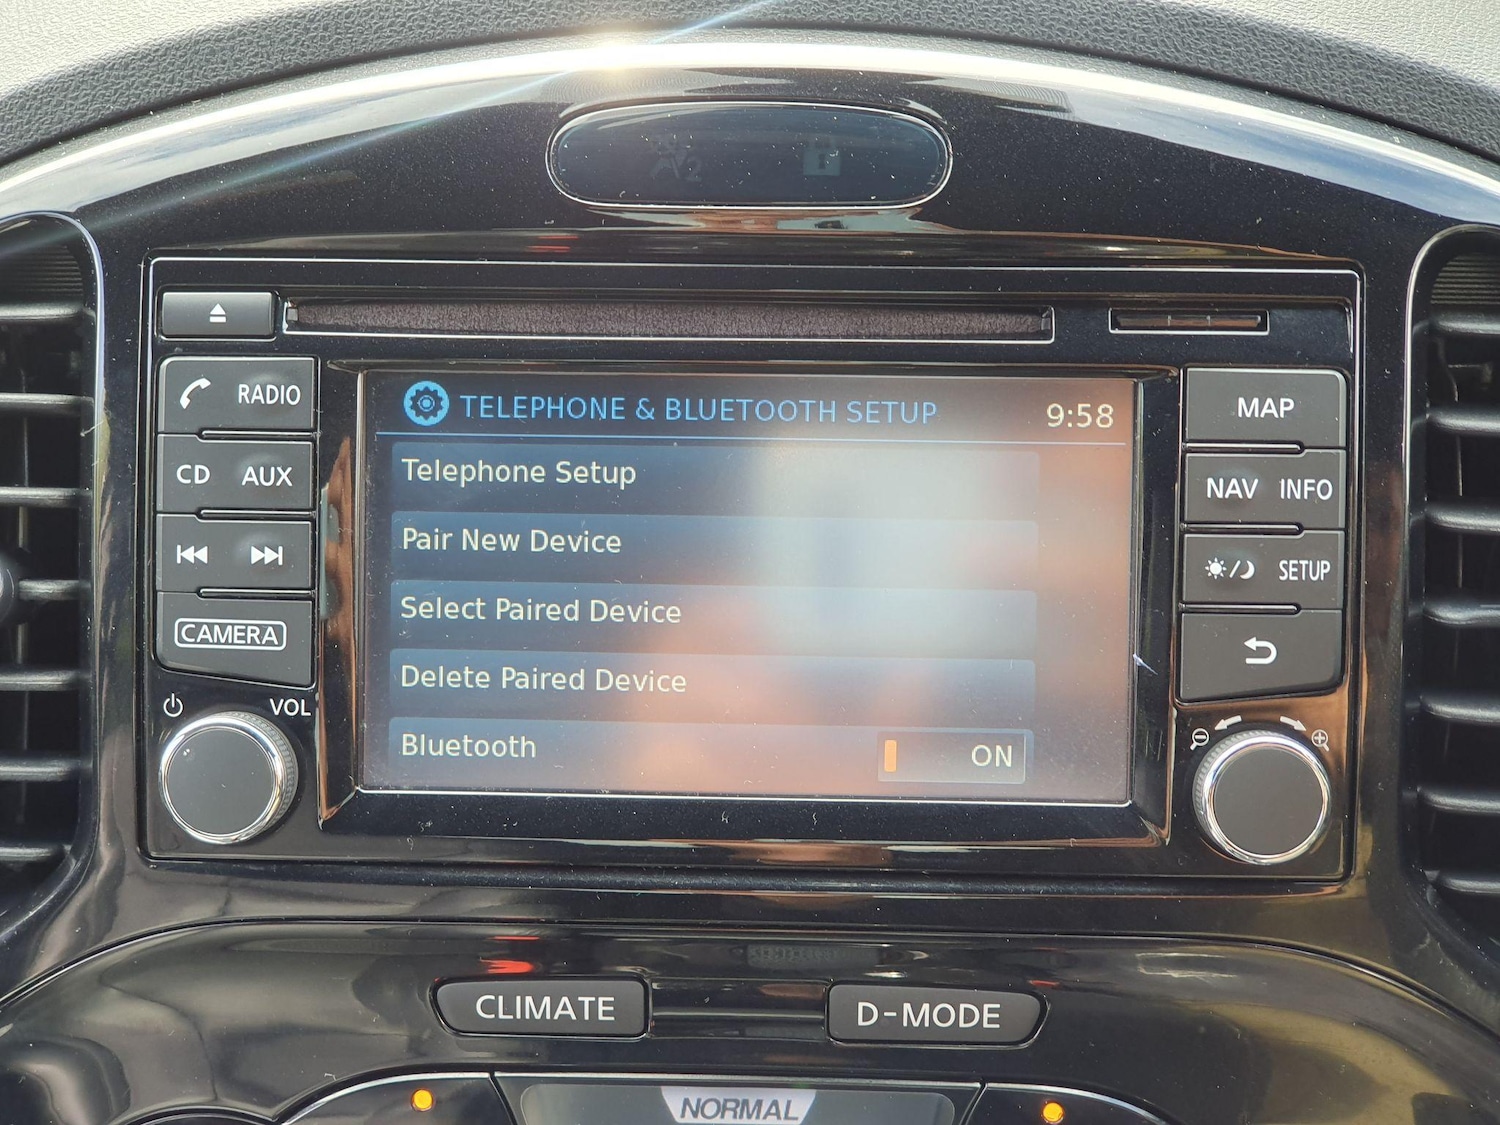 RADIO
CD AUX
CAMERA
VOL
TELEPHONE & BLUETOOTH SETUP 9:58
Telephone Setup
Pair New Device
Select Paired Device
Delete Paired Device
Bluetooth ON
MAP
NAV INFO
SETUP
CLIMATE D-MODE
NORMAL